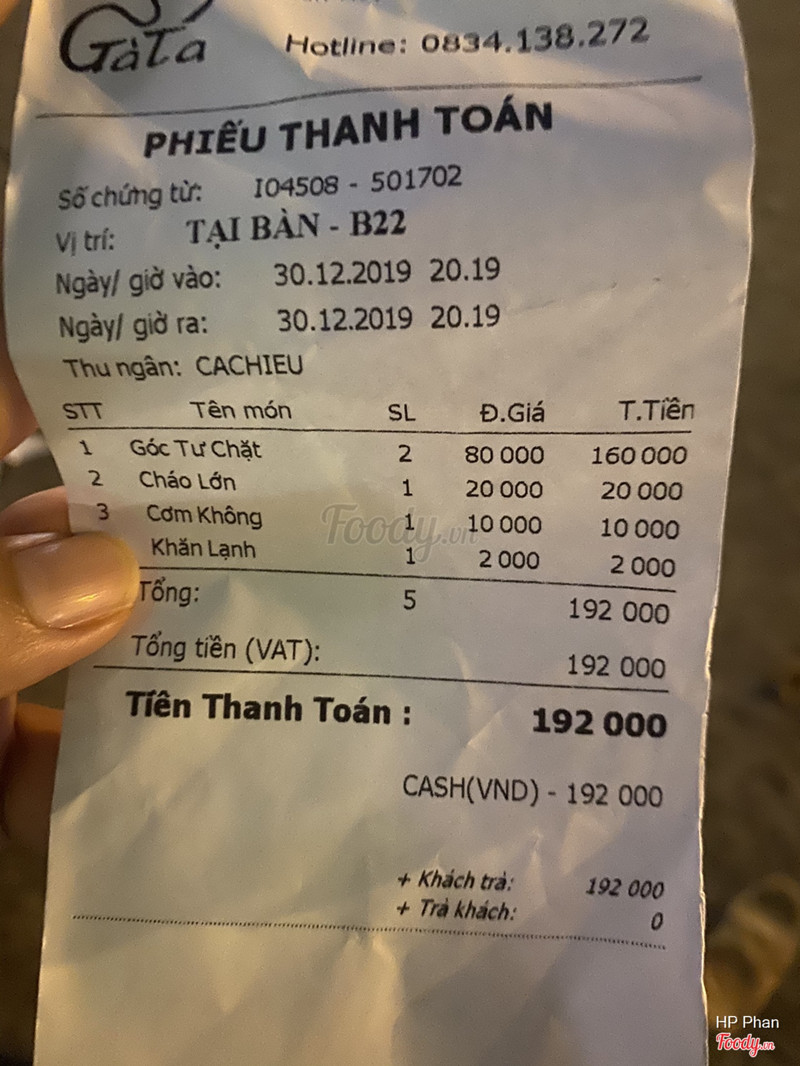 GàTa
Hotline: 0834.138.272
PHIẾU THANH TOÁN
Số chứng từ: I04508 - 501702
Vị trí: TẠI BÀN - B22
Ngày/ giờ vào: 30.12.2019 20.19
Ngày/ giờ ra: 30.12.2019 20.19
Thu ngân: CACHIEU
STT Tên món SL Đ.Giá T.Tiền
1 Góc Tư Chặt 2 80 000 160 000
2 Cháo Lớn 1 20 000 20 000
3 Cơm Không 1 10 000 10 000
Khăn Lạnh 1 2 000 2 000
Tổng: 5 192 000
Tổng tiền (VAT): 192 000
Tiền Thanh Toán : 192 000
CASH(VND) - 192 000
+ Khách trả: 192 000
+ Trả khách: 0
Foody.vn
HP Phan
Foody.vn